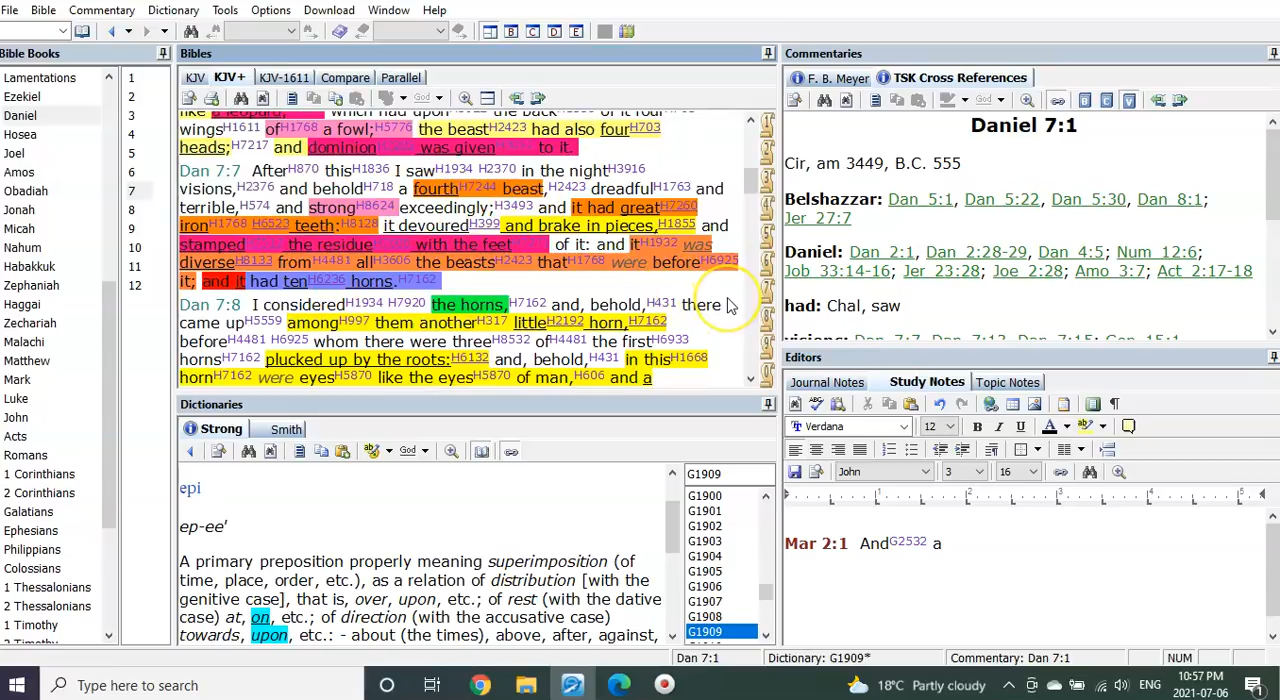 File Bible Commentary Dictionary Tools Options Download Window Help
Bible Books
Lamentations
Ezekiel
Daniel
Hosea
Joel
Amos
Obadiah
Jonah
Micah
Nahum
Habakkuk
Zephaniah
Haggai
Zechariah
Malachi
Matthew
Mark
Luke
John
Acts
Romans
1 Corinthians
2 Corinthians
Galatians
Ephesians
Philippians
Colossians
1 Thessalonians
2 Thessalonians
1 Timothy
1
2
3
4
5
6
7
8
9
10
11
12
Bibles
KJV KJV+ KJV-1611 Compare Parallel
wings H1611 of H1768 a fowl; H5776 the beast H2423 had also four H703
heads; H7217 and dominion was given to it.
Dan 7:7 After H870 this H1836 I saw H1934 H2370 in the night H3916
visions, H2376 and behold H718 a fourth H7244 beast, H2423 dreadful H1763 and
terrible, H574 and strong H8624 exceedingly; H3493 and it had great H7260
iron H1768 H6523 teeth: H8128 it devoured H399 and brake in pieces, H1855 and
stamped the residue with the feet of it: and it H1932 was
diverse H8133 from H4481 all H3606 the beasts H2423 that H1768 were before H6925
it; and it had ten H6236 horns. H7162
Dan 7:8 I considered H1934 H7920 the horns, H7162 and, behold, H431 there
came up H5559 among H997 them another H317 little H2192 horn, H7162
before H4481 H6925 whom there were three H8532 of H4481 the first H6933
horns H7162 plucked up by the roots: H6132 and, behold, H431 in this H1668
horn H7162 were eyes H5870 like the eyes H5870 of man, H606 and a
Dictionaries
Strong Smith
God
epi
ep-ee'
A primary preposition properly meaning superimposition (of
time, place, order, etc.), as a relation of distribution [with the
genitive case], that is, over, upon, etc.; of rest (with the dative
case) at, on, etc.; of direction (with the accusative case)
towards, upon, etc.: - about (the times), above, after, against,
G1909
G1900
G1901
G1902
G1903
G1904
G1905
G1906
G1907
G1908
G1909
Commentaries
F. B. Meyer TSK Cross References
Daniel 7:1
Cir, am 3449, B.C. 555
Belshazzar: Dan 5:1, Dan 5:22, Dan 5:30, Dan 8:1;
Jer 27:7
Daniel: Dan 2:1, Dan 2:28-29, Dan 4:5; Num 12:6;
Job 33:14-16; Jer 23:28; Joe 2:28; Amo 3:7; Act 2:17-18
had: Chal, saw
Editors
Journal Notes Study Notes Topic Notes
Verdana 12 B I U A
John 3 16
1 2 3 4 5
Mar 2:1 And G2532 a
Dan 7:1 Dictionary: G1909* Commentary: Dan 7:1 NUM
Type here to search
18°C Partly cloudy ENG 10:57 PM 2021-07-06